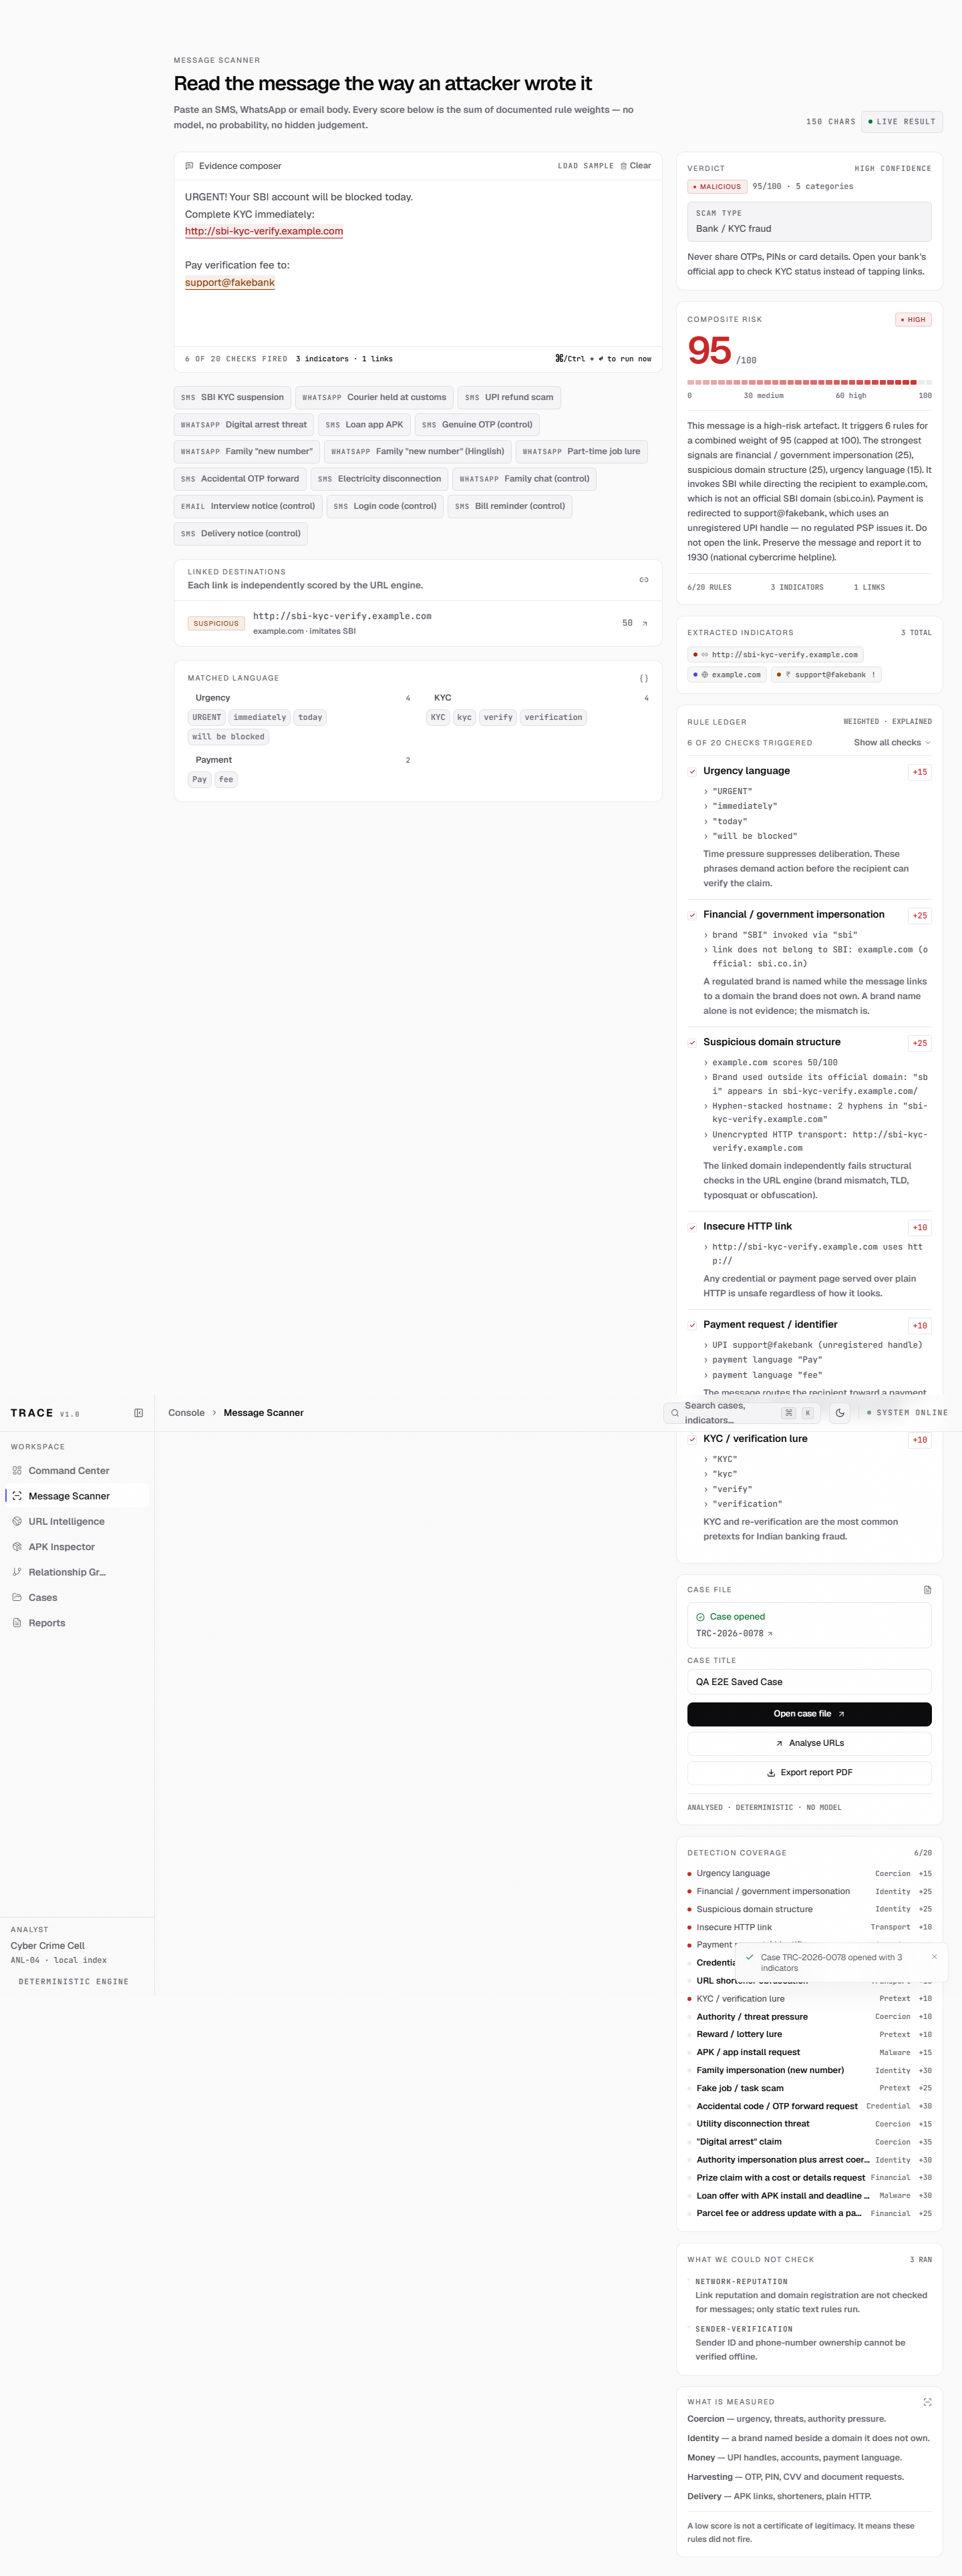 MESSAGE SCANNER
Read the message the way an attacker wrote it
Paste an SMS, WhatsApp or email body. Every score below is the sum of documented rule weights — no
model, no probability, no hidden judgement.
150 CHARS
LIVE RESULT
Evidence composer
LOAD SAMPLE
Clear
URGENT! Your SBI account will be blocked today.
Complete KYC immediately:
http://sbi-kyc-verify.example.com
Pay verification fee to:
support@fakebank
6 OF 20 CHECKS FIRED 3 indicators · 1 links
⌘/Ctrl + ↵ to run now
SMS SBI KYC suspension
WHATSAPP Courier held at customs
SMS UPI refund scam
WHATSAPP Digital arrest threat
SMS Loan app APK
SMS Genuine OTP (control)
WHATSAPP Family "new number"
WHATSAPP Family "new number" (Hinglish)
WHATSAPP Part-time job lure
SMS Accidental OTP forward
SMS Electricity disconnection
WHATSAPP Family chat (control)
EMAIL Interview notice (control)
SMS Login code (control)
SMS Bill reminder (control)
SMS Delivery notice (control)
LINKED DESTINATIONS
Each link is independently scored by the URL engine.
SUSPICIOUS
http://sbi-kyc-verify.example.com
example.com · imitates SBI
50
MATCHED LANGUAGE
Urgency 4
URGENT immediately today
will be blocked
KYC 4
KYC kyc verify verification
Payment 2
Pay fee
VERDICT
HIGH CONFIDENCE
MALICIOUS 95/100 · 5 categories
SCAM TYPE
Bank / KYC fraud
Never share OTPs, PINs or card details. Open your bank's
official app to check KYC status instead of tapping links.
COMPOSITE RISK
HIGH
95 /100
0 30 medium 60 high 100
This message is a high-risk artefact. It triggers 6 rules for
a combined weight of 95 (capped at 100). The strongest
signals are financial / government impersonation (25),
suspicious domain structure (25), urgency language (15). It
invokes SBI while directing the recipient to example.com,
which is not an official SBI domain (sbi.co.in). Payment is
redirected to support@fakebank, which uses an
unregistered UPI handle — no regulated PSP issues it. Do
not open the link. Preserve the message and report it to
1930 (national cybercrime helpline).
6/20 RULES 3 INDICATORS 1 LINKS
EXTRACTED INDICATORS
3 TOTAL
http://sbi-kyc-verify.example.com
example.com
₹ support@fakebank !
RULE LEDGER
WEIGHTED · EXPLAINED
6 OF 20 CHECKS TRIGGERED
Show all checks
Urgency language +15
› "URGENT"
› "immediately"
› "today"
› "will be blocked"
Time pressure suppresses deliberation. These
phrases demand action before the recipient can
verify the claim.
Financial / government impersonation +25
› brand "SBI" invoked via "sbi"
› link does not belong to SBI: example.com (o
fficial: sbi.co.in)
A regulated brand is named while the message links
to a domain the brand does not own. A brand name
alone is not evidence; the mismatch is.
Suspicious domain structure +25
› example.com scores 50/100
› Brand used outside its official domain: "sb
i" appears in sbi-kyc-verify.example.com/
› Hyphen-stacked hostname: 2 hyphens in "sbi-
kyc-verify.example.com"
› Unencrypted HTTP transport: http://sbi-kyc-
verify.example.com
The linked domain independently fails structural
checks in the URL engine (brand mismatch, TLD,
typosquat or obfuscation).
Insecure HTTP link +10
› http://sbi-kyc-verify.example.com uses htt
p://
Any credential or payment page served over plain
HTTP is unsafe regardless of how it looks.
Payment request / identifier +10
› UPI support@fakebank (unregistered handle)
› payment language "Pay"
› payment language "fee"
The message routes the recipient toward a payment
TRACE V1.0
Console › Message Scanner
Search cases,
indicators...
⌘ K
SYSTEM ONLINE
WORKSPACE
Command Center
Message Scanner
URL Intelligence
APK Inspector
Relationship Gr...
Cases
Reports
ANALYST
Cyber Crime Cell
ANL-04 · local index
DETERMINISTIC ENGINE
KYC / verification lure +10
› "KYC"
› "kyc"
› "verify"
› "verification"
KYC and re-verification are the most common
pretexts for Indian banking fraud.
CASE FILE
Case opened
TRC-2026-0078
CASE TITLE
QA E2E Saved Case
Open case file
Analyse URLs
Export report PDF
ANALYSED · DETERMINISTIC · NO MODEL
DETECTION COVERAGE 6/20
Urgency language Coercion +15
Financial / government impersonation Identity +25
Suspicious domain structure Identity +25
Insecure HTTP link Transport +10
Payment
Case TRC-2026-0078 opened with 3
indicators
URL shortener obfuscation Transport +10
KYC / verification lure Pretext +10
Authority / threat pressure Coercion +10
Reward / lottery lure Pretext +10
APK / app install request Malware +15
Family impersonation (new number) Identity +30
Fake job / task scam Pretext +25
Accidental code / OTP forward request Credential +30
Utility disconnection threat Coercion +15
"Digital arrest" claim Coercion +35
Authority impersonation plus arrest coer... Identity +30
Prize claim with a cost or details request Financial +30
Loan offer with APK install and deadline ... Malware +30
Parcel fee or address update with a pa... Financial +25
WHAT WE COULD NOT CHECK
3 RAN
NETWORK-REPUTATION
Link reputation and domain registration are not checked
for messages; only static text rules run.
SENDER-VERIFICATION
Sender ID and phone-number ownership cannot be
verified offline.
WHAT IS MEASURED
Coercion — urgency, threats, authority pressure.
Identity — a brand named beside a domain it does not own.
Money — UPI handles, accounts, payment language.
Harvesting — OTP, PIN, CVV and document requests.
Delivery — APK links, shorteners, plain HTTP.
A low score is not a certificate of legitimacy. It means these
rules did not fire.